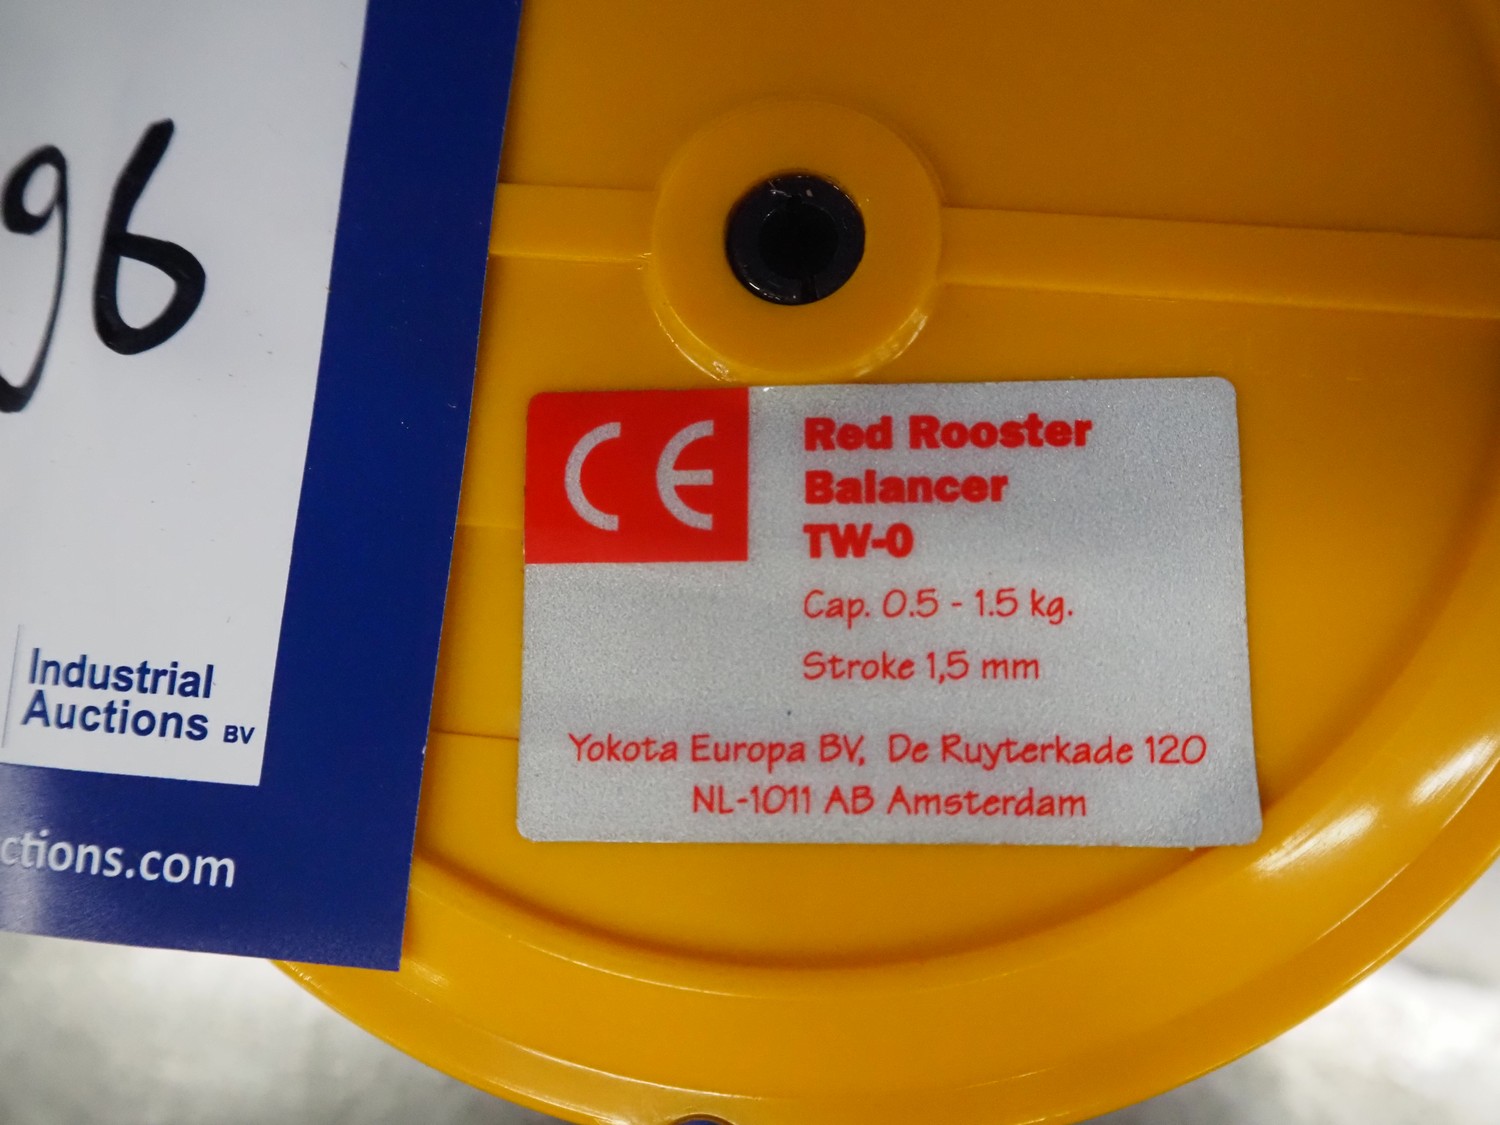 96
Industrial
Auctions BV
ctions.com
CE
Red Rooster
Balancer
TW-0
Cap. 0.5 - 1.5 kg.
Stroke 1,5 mm
Yokota Europa BV, De Ruyterkade 120
NL-1011 AB Amsterdam